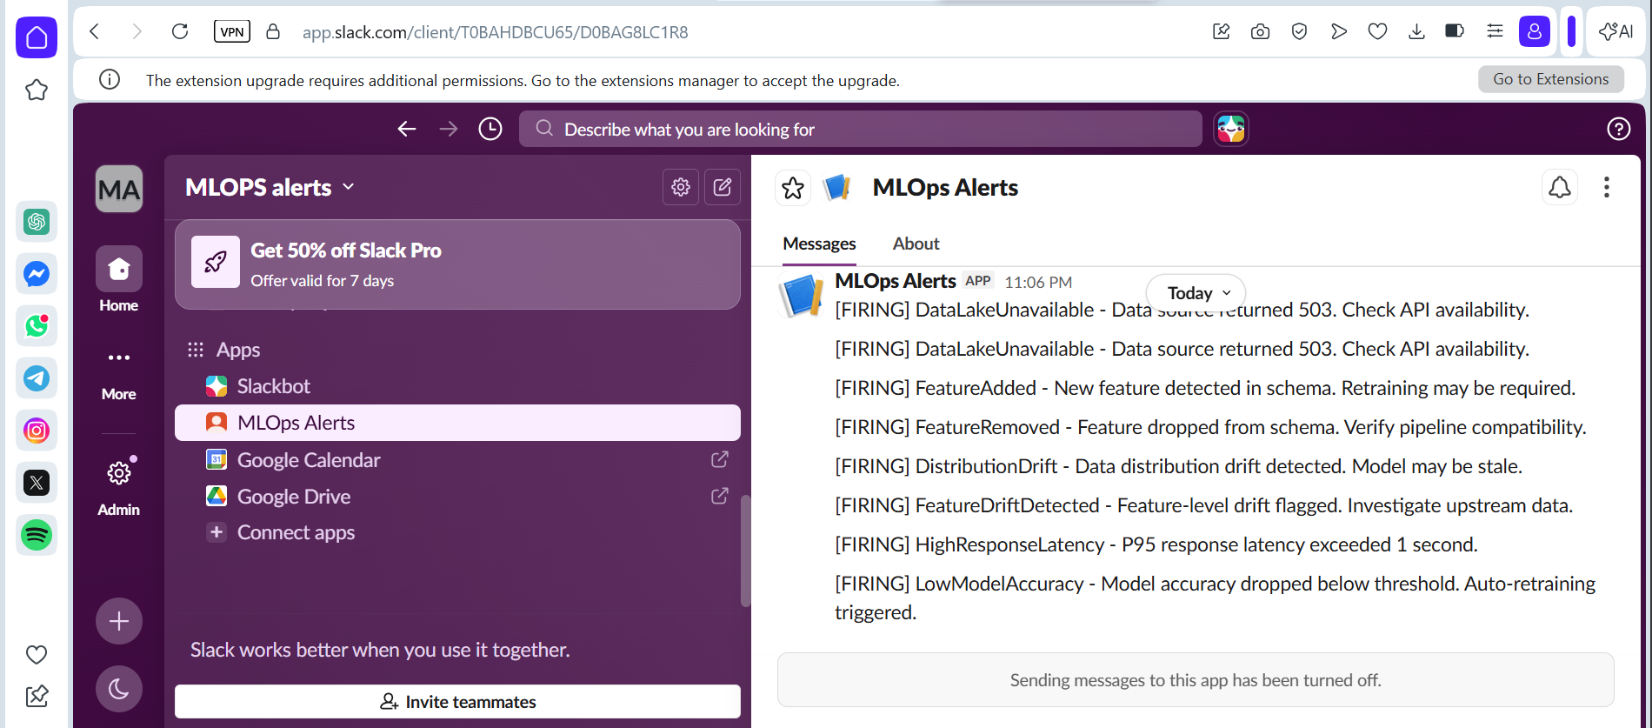 VPN
app.slack.com/client/T0BAHDBCU65/D0BAG8LC1R8
AI
The extension upgrade requires additional permissions. Go to the extensions manager to accept the upgrade.
Go to Extensions
Describe what you are looking for
MA
Home
More
Admin
MLOPS alerts
Get 50% off Slack Pro
Offer valid for 7 days
Apps
Slackbot
MLOps Alerts
31
Google Calendar
Google Drive
Connect apps
Slack works better when you use it together.
Invite teammates
MLOps Alerts
Messages
About
MLOps Alerts APP 11:06 PM
Today
[FIRING] DataLakeUnavailable - Data source returned 503. Check API availability.
[FIRING] DataLakeUnavailable - Data source returned 503. Check API availability.
[FIRING] FeatureAdded - New feature detected in schema. Retraining may be required.
[FIRING] FeatureRemoved - Feature dropped from schema. Verify pipeline compatibility.
[FIRING] DistributionDrift - Data distribution drift detected. Model may be stale.
[FIRING] FeatureDriftDetected - Feature-level drift flagged. Investigate upstream data.
[FIRING] HighResponseLatency - P95 response latency exceeded 1 second.
[FIRING] LowModelAccuracy - Model accuracy dropped below threshold. Auto-retraining
triggered.
Sending messages to this app has been turned off.